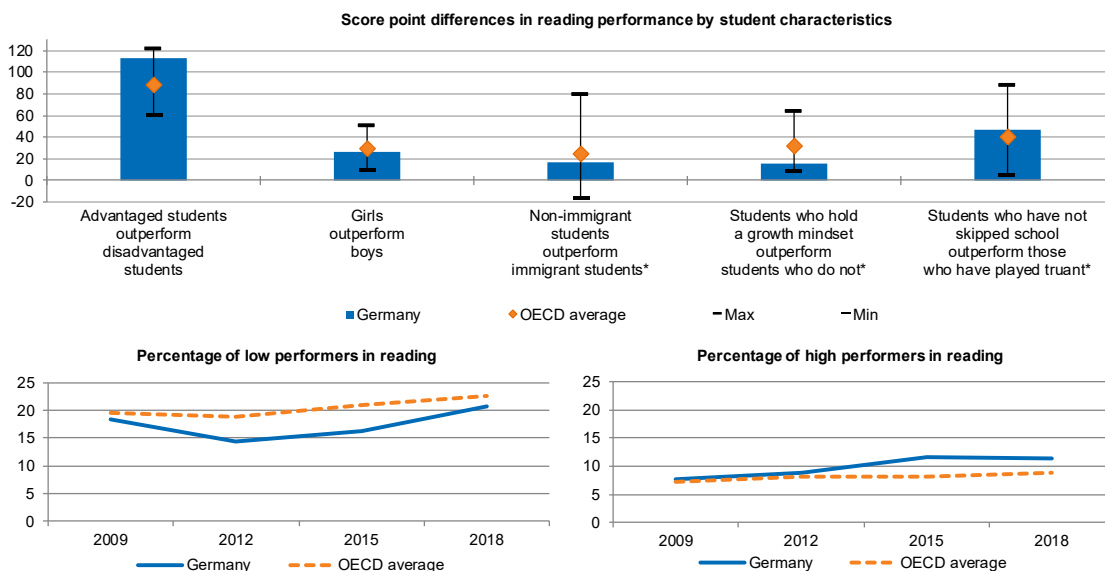 Score point differences in reading performance by student characteristics
120
100
80
60
40
20
0
-20
Advantaged students
outperform
disadvantaged
students
Girls
outperform
boys
Non-immigrant
students
outperform
immigrant students*
Students who hold
a growth mindset
outperform
students who do not*
Students who have not
skipped school
outperform those
who have played truant*
Germany OECD average Max Min
Percentage of low performers in reading
25
20
15
10
5
0
2009 2012 2015 2018
Germany OECD average
Percentage of high performers in reading
25
20
15
10
5
0
2009 2012 2015 2018
Germany OECD average